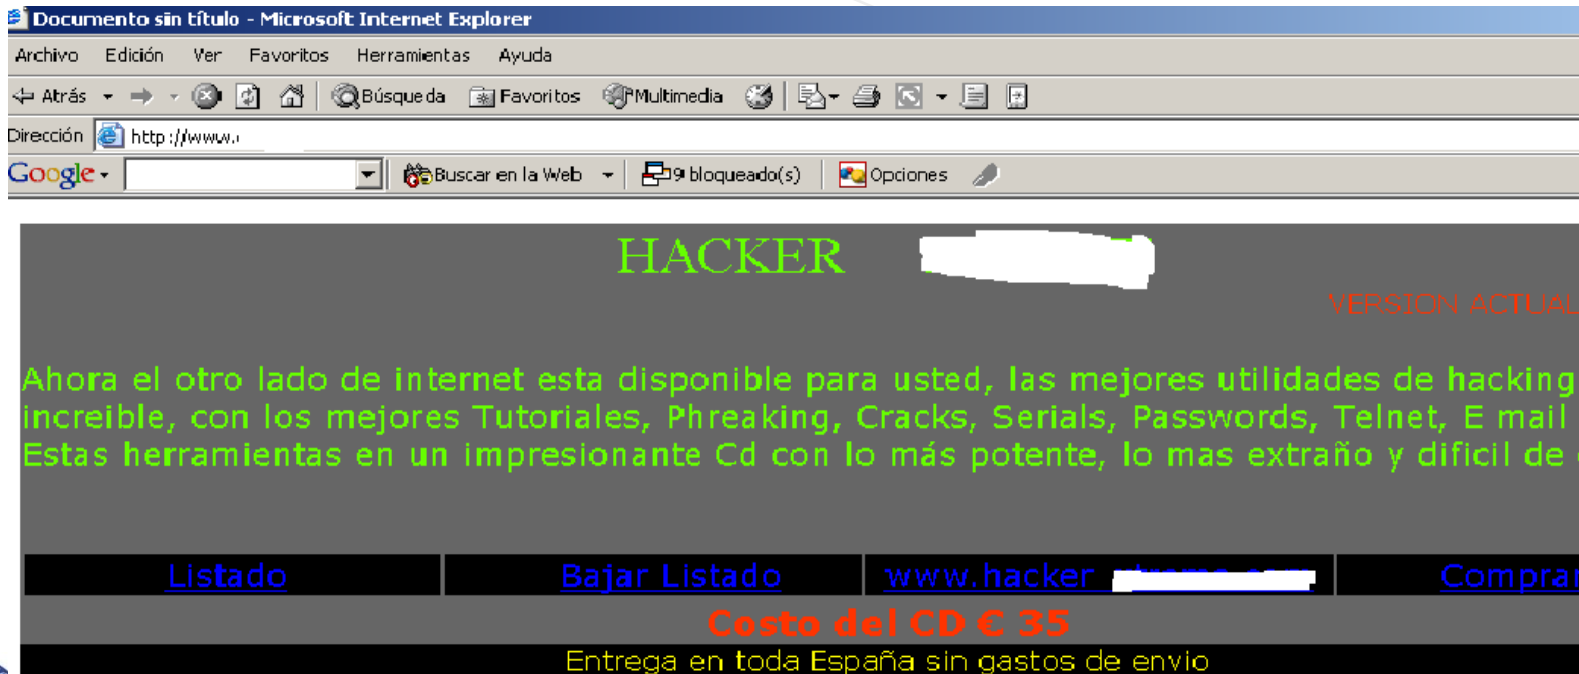 Documento sin título - Microsoft Internet Explorer
Archivo Edición Ver Favoritos Herramientas Ayuda
Atrás Búsqueda Favoritos Multimedia
Dirección http://www.
Google Buscar en la Web 9 bloqueado(s) Opciones
HACKER
VERSION ACTUAL
Ahora el otro lado de internet esta disponible para usted, las mejores utilidades de hacking
increible, con los mejores Tutoriales, Phreaking, Cracks, Serials, Passwords, Telnet, E mail
Estas herramientas en un impresionante Cd con lo más potente, lo mas extraño y dificil de
Listado Bajar Listado www.hacker Comprar
Costo del CD € 35
Entrega en toda España sin gastos de envio